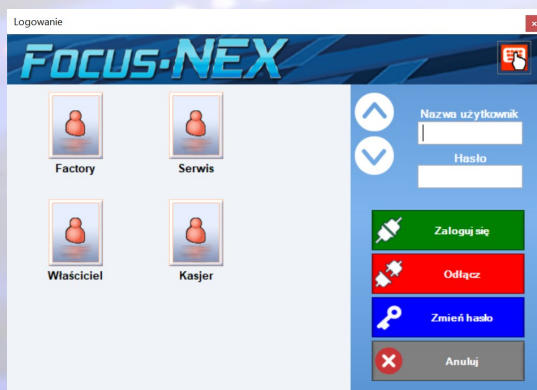 Logowanie
Focus-NEX
Factory
Serwis
Właściciel
Kasjer
Nazwa użytkownik
Hasło
Zaloguj się
Odłącz
Zmień hasło
Anuluj